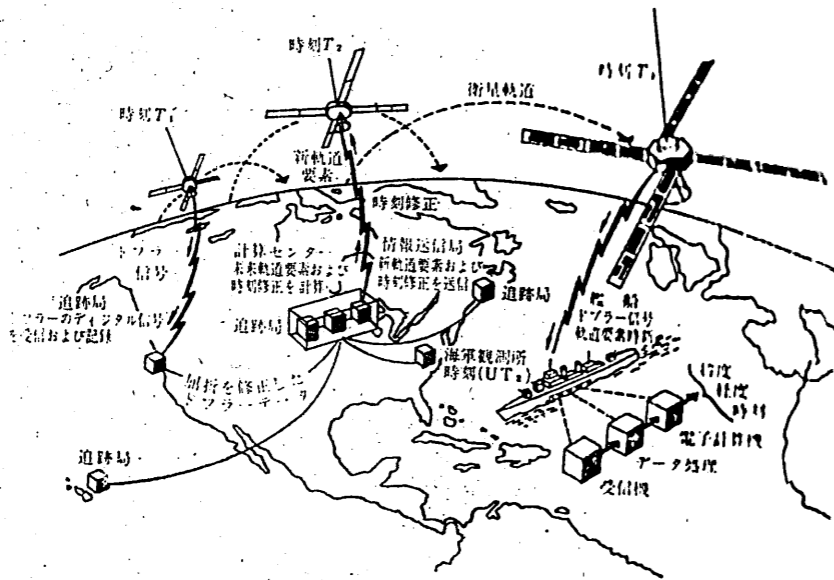 時刻T₂
時刻T₁
衛星軌道
新軌道
要素
時刻修正
ドプラー
信号
計算センター
未来軌道要素および
時刻修正を計算
情報送信局
新軌道要素および
時刻修正を送信
追跡局
追跡局
ドプラーのディジタル信号
を受信および記録
追跡局
海軍観測所
時刻(UT₂)
屈折を修正した
ドプラーデータ
追跡局
艦船
ドプラー信号
軌道要素時刻
経度
時刻
電子計算機
データ処理
受信機